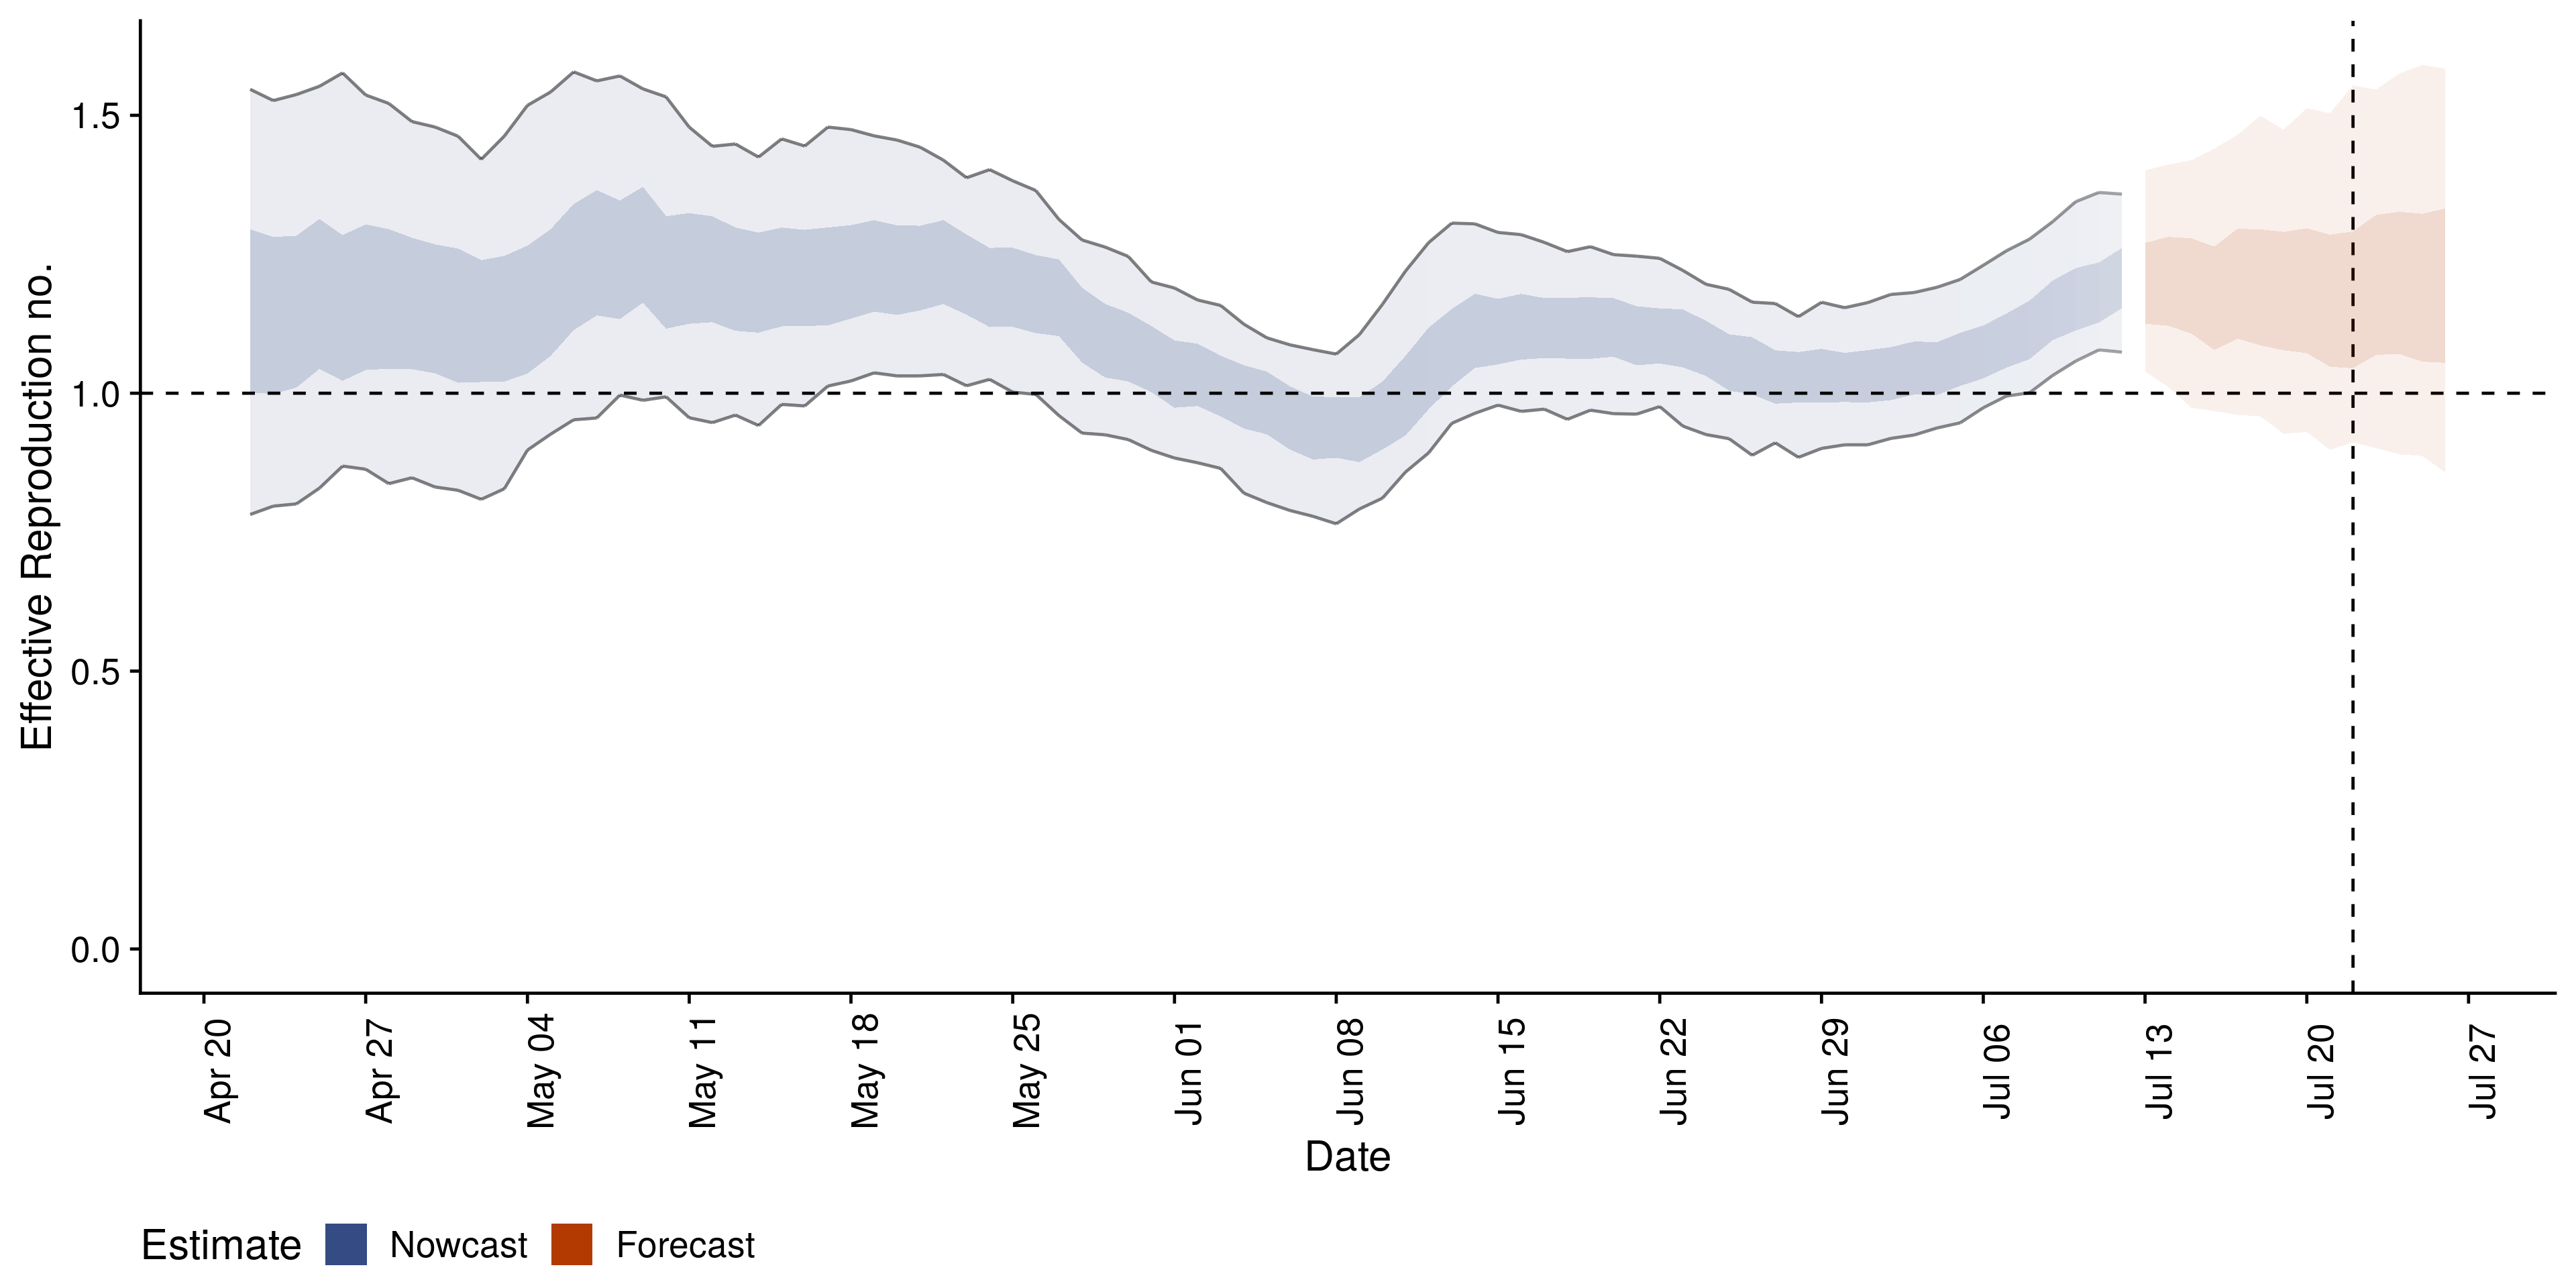 Effective Reproduction no.
1.5
1.0
0.5
0.0
Apr 20
Apr 27
May 04
May 11
May 18
May 25
Jun 01
Jun 08
Jun 15
Jun 22
Jun 29
Jul 06
Jul 13
Jul 20
Jul 27
Date
Estimate Nowcast Forecast